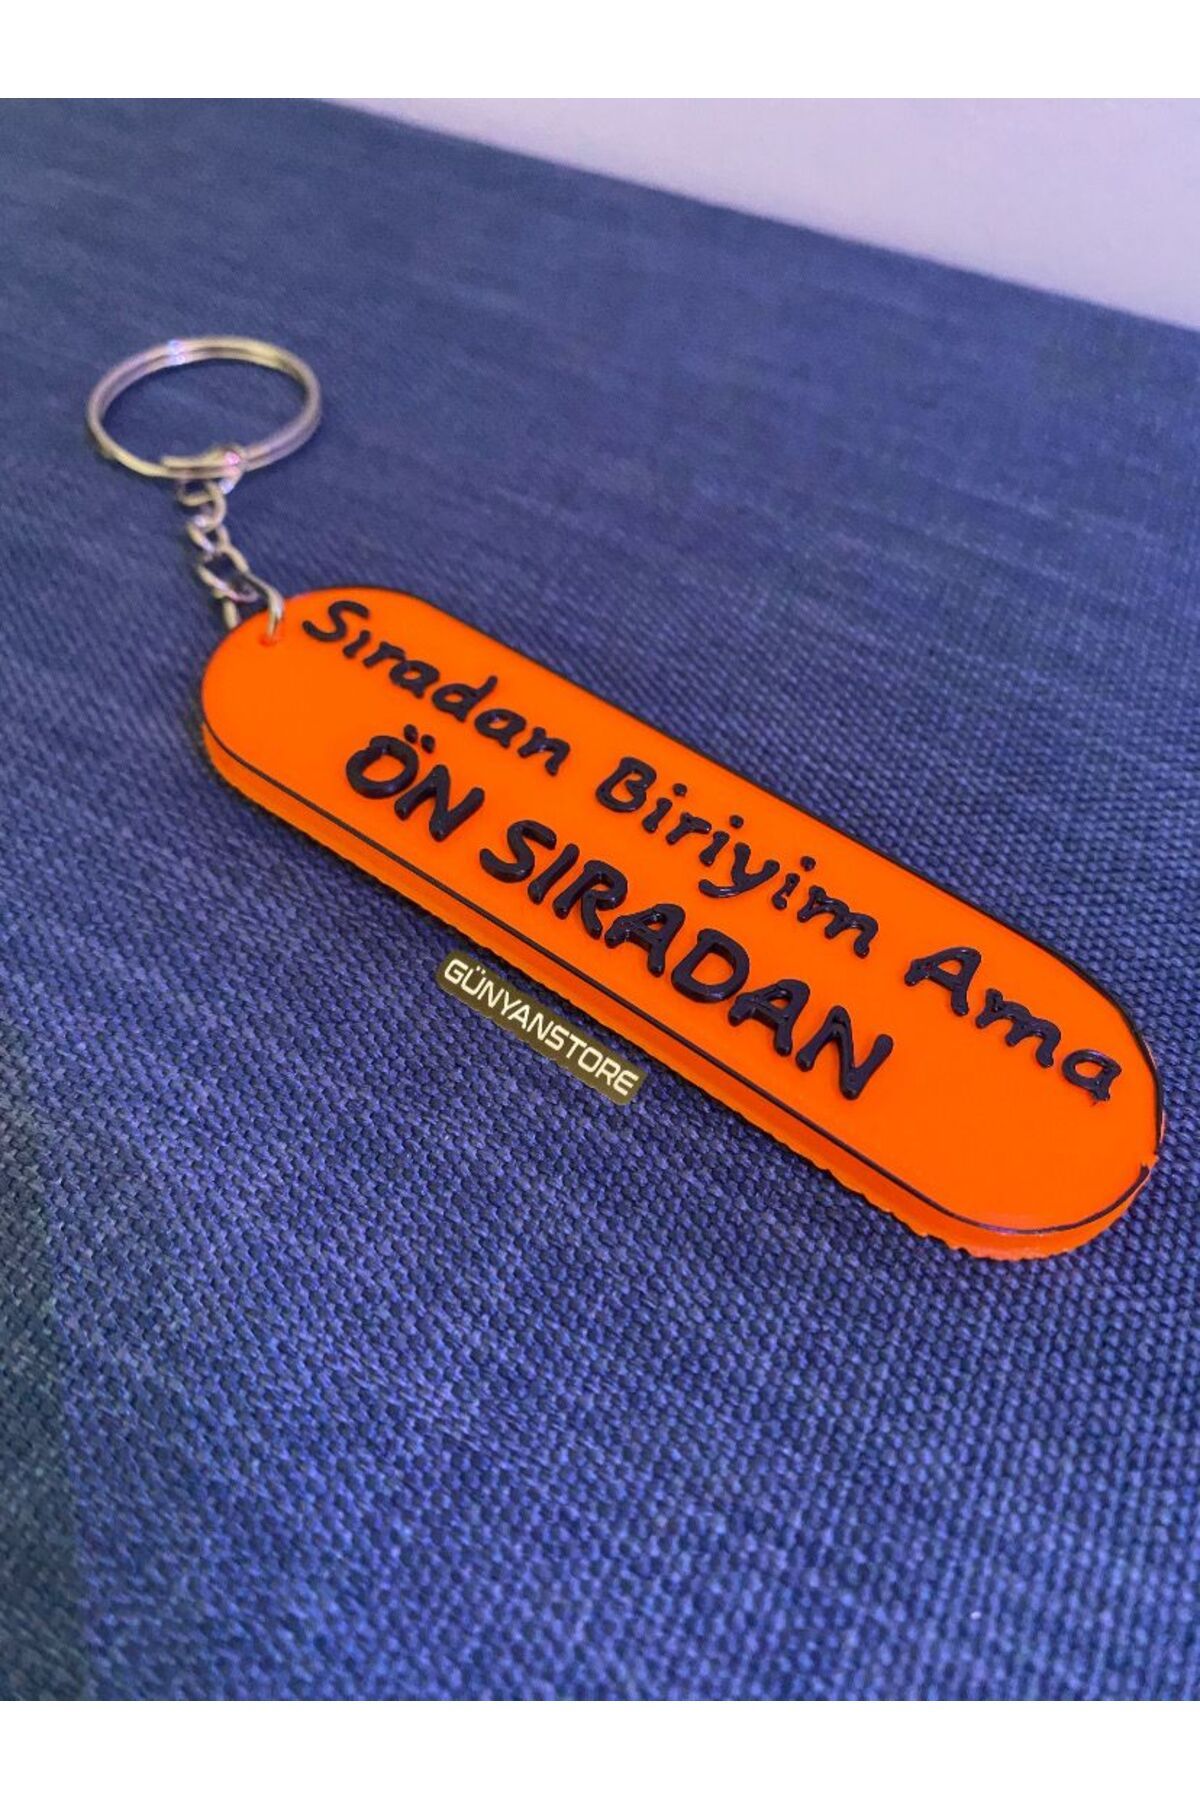 Sıradan Biriyim Ama
ÖN SIRADAN
GÜNYANSTORE